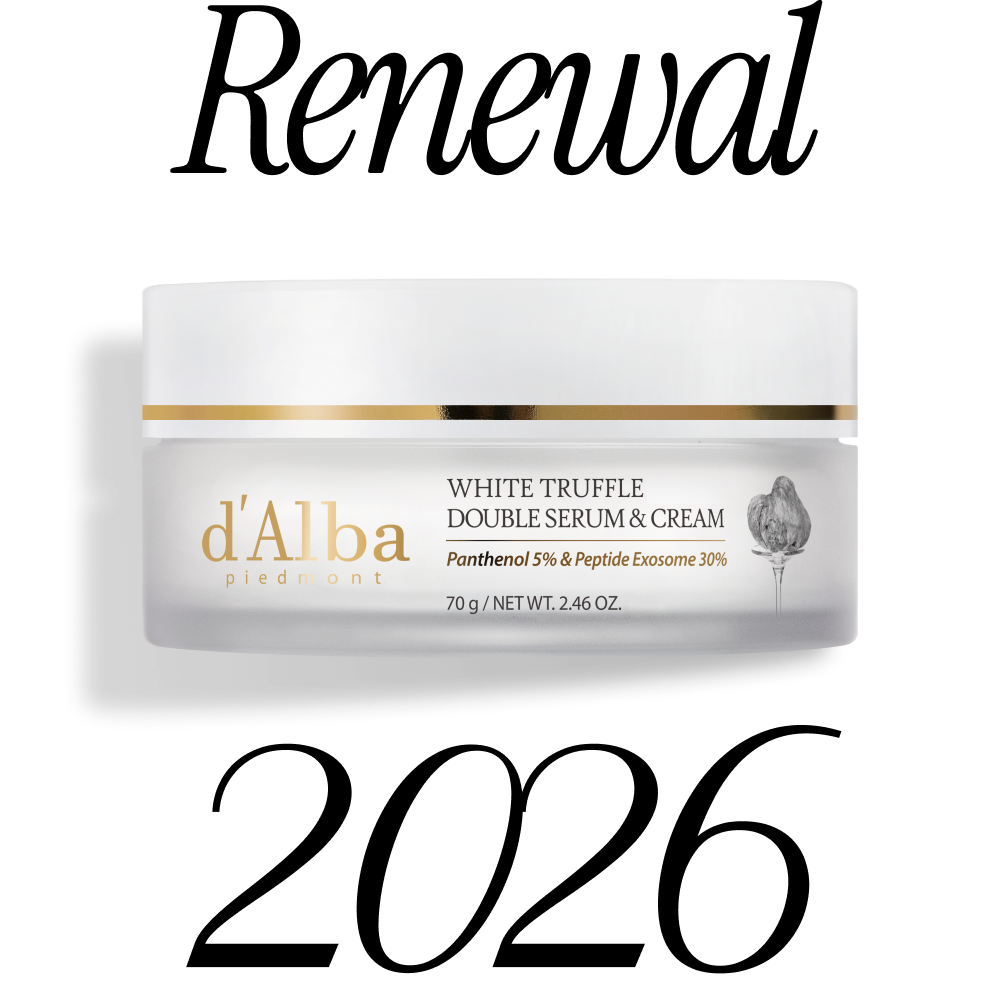 Renewal
d'Alba
piedmont
WHITE TRUFFLE
DOUBLE SERUM & CREAM
Panthenol 5% & Peptide Exosome 30%
70 g / NET WT. 2.46 OZ.
2026